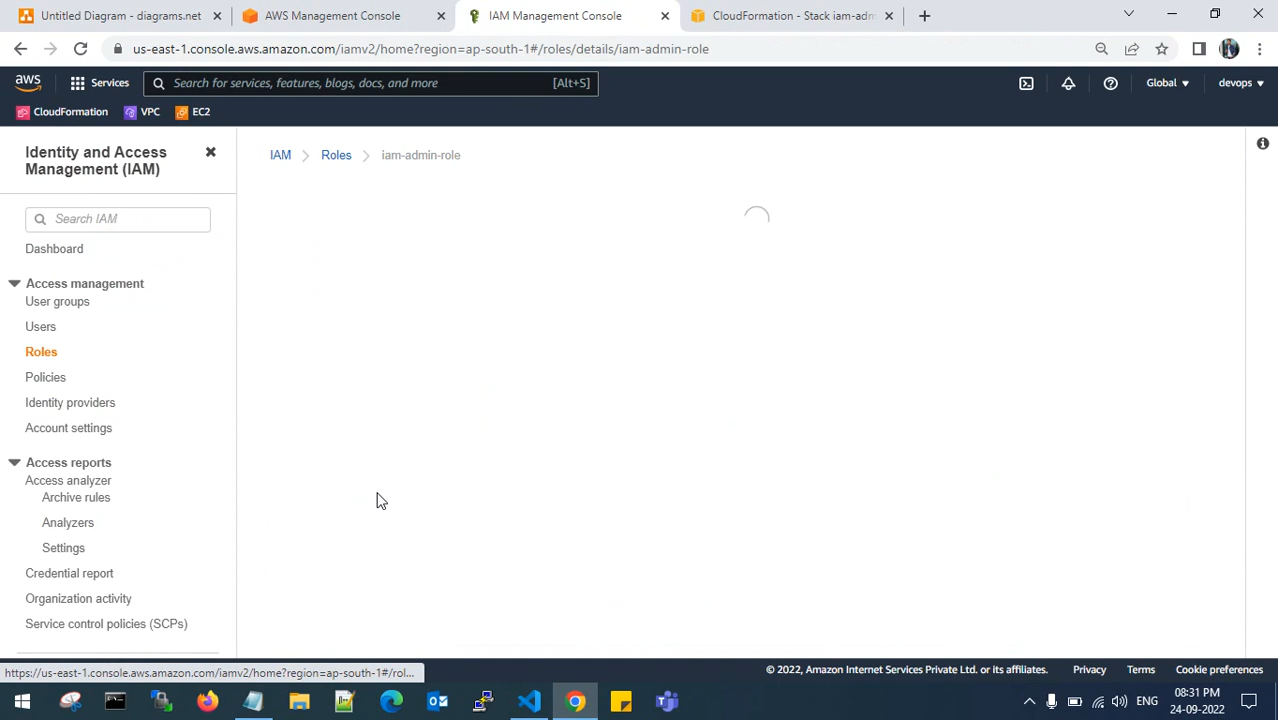 Untitled Diagram - diagrams.net
AWS Management Console
IAM Management Console
CloudFormation - Stack iam-adm
us-east-1.console.aws.amazon.com/iamv2/home?region=ap-south-1#/roles/details/iam-admin-role
aws
Services
Search for services, features, blogs, docs, and more
[Alt+S]
Global
devops
CloudFormation
VPC
EC2
Identity and Access
Management (IAM)
IAM
Roles
iam-admin-role
Search IAM
Dashboard
Access management
User groups
Users
Roles
Policies
Identity providers
Account settings
Access reports
Access analyzer
Archive rules
Analyzers
Settings
Credential report
Organization activity
Service control policies (SCPs)
https://us-east-1.console.aws.amazon.com/iamv2/home?region=ap-south-1#/rol...
© 2022, Amazon Internet Services Private Ltd. or its affiliates.
Privacy
Terms
Cookie preferences
ENG
08:31 PM
24-09-2022